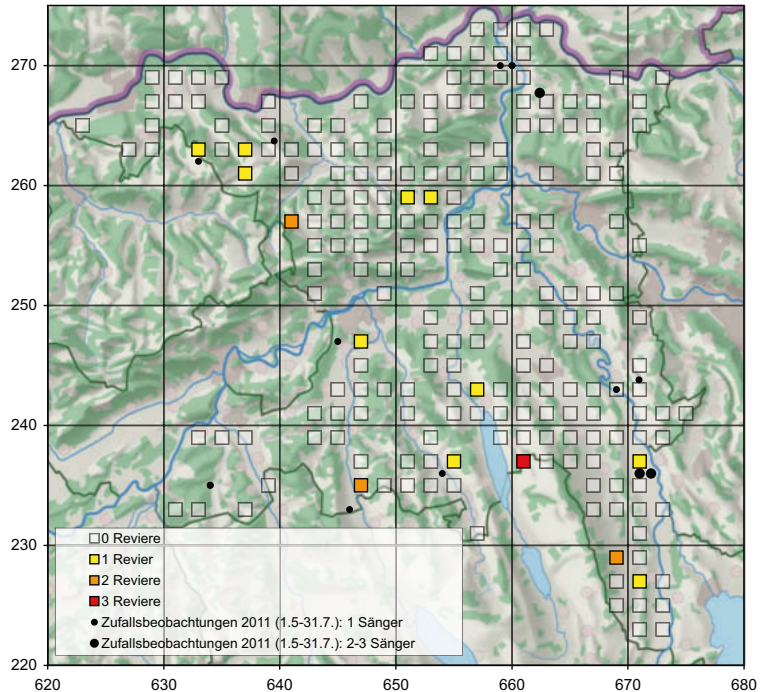 270
260
250
240
230
220
0 Reviere
1 Revier
2 Reviere
3 Reviere
Zufallsbeobachtungen 2011 (1.5-31.7.): 1 Sänger
Zufallsbeobachtungen 2011 (1.5-31.7.): 2-3 Sänger
620 630 640 650 660 670 680